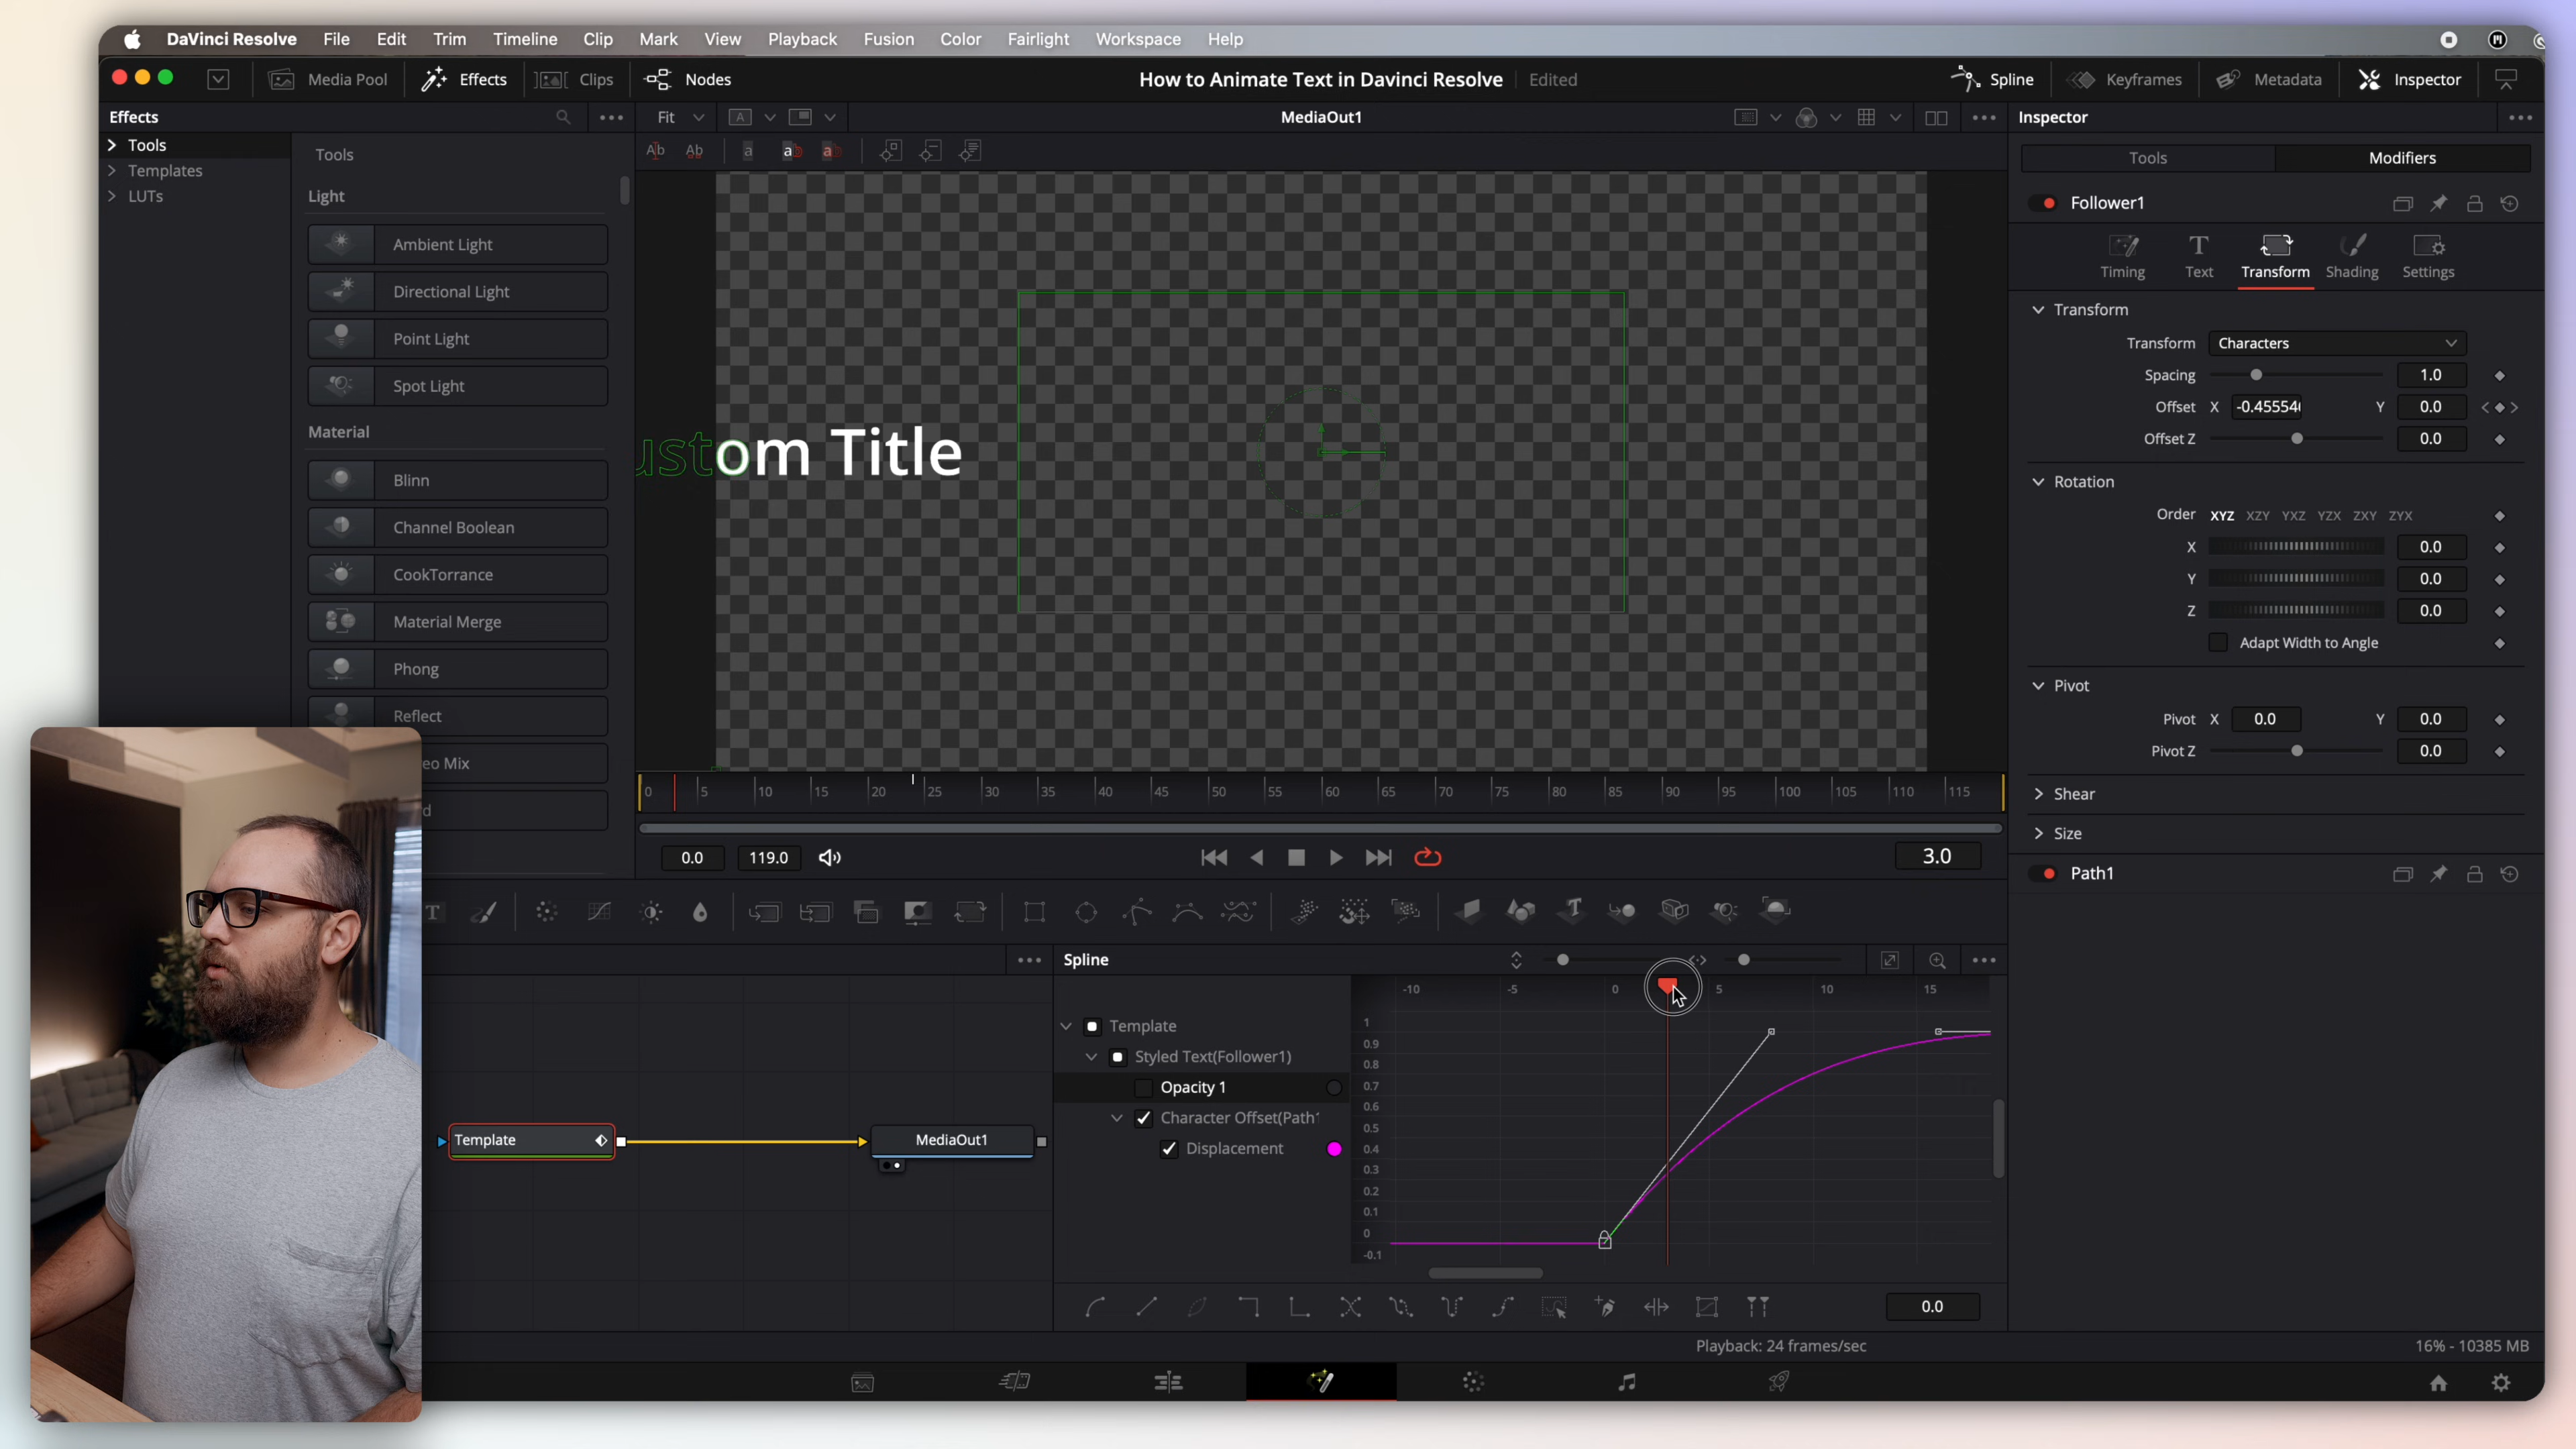 DaVinci Resolve File Edit Trim Timeline Clip Mark View Playback Fusion Color Fairlight Workspace Help
Media Pool Effects Clips Nodes How to Animate Text in Davinci Resolve Edited Spline Keyframes Metadata Inspector
Effects
Fit
A
MediaOut1
Inspector
Tools
Templates
LUTs
Tools
Light
Ambient Light
Directional Light
Point Light
Spot Light
Material
Blinn
Channel Boolean
CookTorrance
Material Merge
Phong
Reflect
eo Mix
d
ustom Title
Tools Modifiers
Follower1
Timing Text Transform Shading Settings
Transform
Transform Characters
Spacing 1.0
Offset X -0.45554 Y 0.0
Offset Z 0.0
Rotation
Order XYZ XZY YXZ YZX ZXY ZYX
X 0.0
Y 0.0
Z 0.0
Adapt Width to Angle
Pivot
Pivot X 0.0 Y 0.0
Pivot Z 0.0
Shear
Size
Path1
0 5 10 15 20 25 30 35 40 45 50 55 60 65 70 75 80 85 90 95 100 105 110 115
0.0 119.0 3.0
Spline
-10 -5 0 5 10 15
Template
Styled Text(Follower1)
Opacity 1
Character Offset(Path1
Displacement
1
0.9
0.8
0.7
0.6
0.5
0.4
0.3
0.2
0.1
0
-0.1
Template MediaOut1
0.0
Playback: 24 frames/sec 16% - 10385 MB